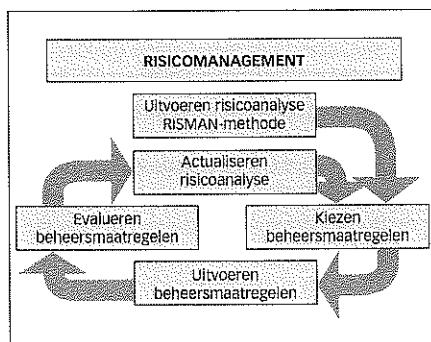 RISICOMANAGEMENT
Uitvoeren risicoanalyse
RISMAN-methode
Actualiseren
risicoanalyse
Evalueren
beheersmaatregelen
Kiezen
beheersmaatregelen
Uitvoeren
beheersmaatregelen